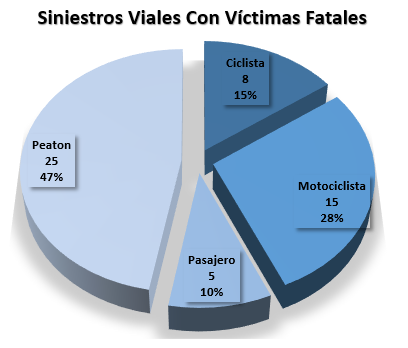 Siniestros Viales Con Víctimas Fatales
Ciclista
8
15%
Peaton
25
47%
Motociclista
15
28%
Pasajero
5
10%